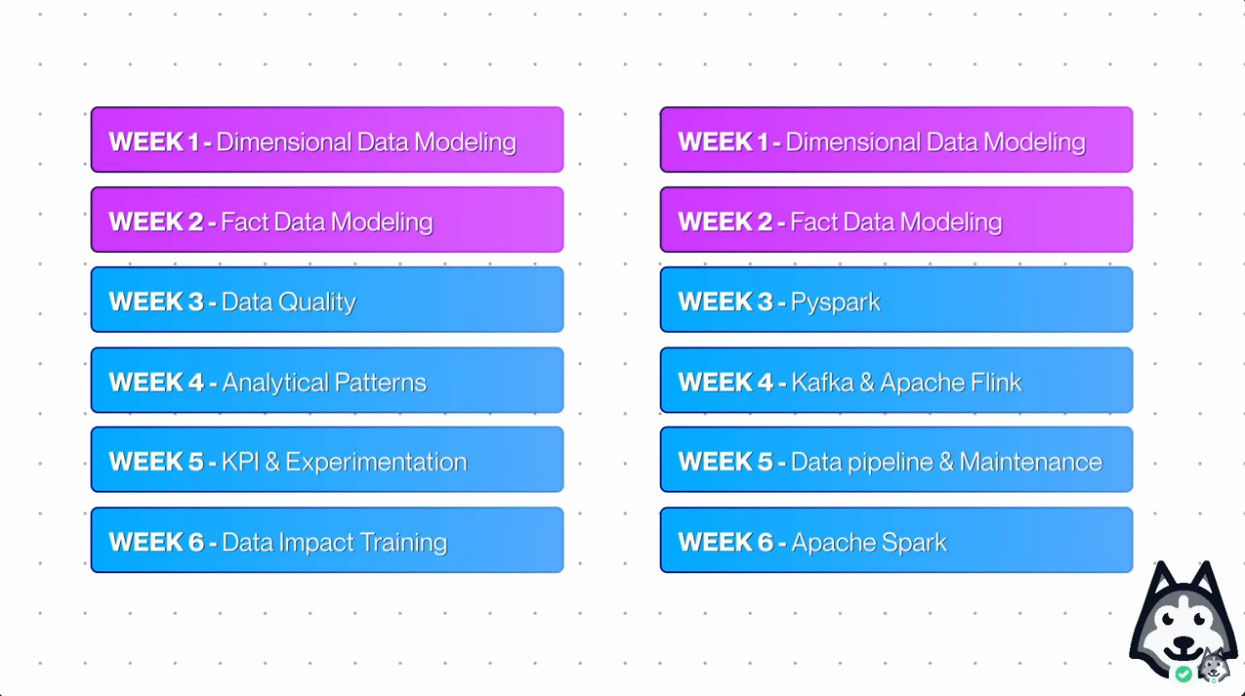 WEEK 1 - Dimensional Data Modeling
WEEK 2 - Fact Data Modeling
WEEK 3 - Data Quality
WEEK 4 - Analytical Patterns
WEEK 5 - KPI & Experimentation
WEEK 6 - Data Impact Training
WEEK 1 - Dimensional Data Modeling
WEEK 2 - Fact Data Modeling
WEEK 3 - Pyspark
WEEK 4 - Kafka & Apache Flink
WEEK 5 - Data pipeline & Maintenance
WEEK 6 - Apache Spark